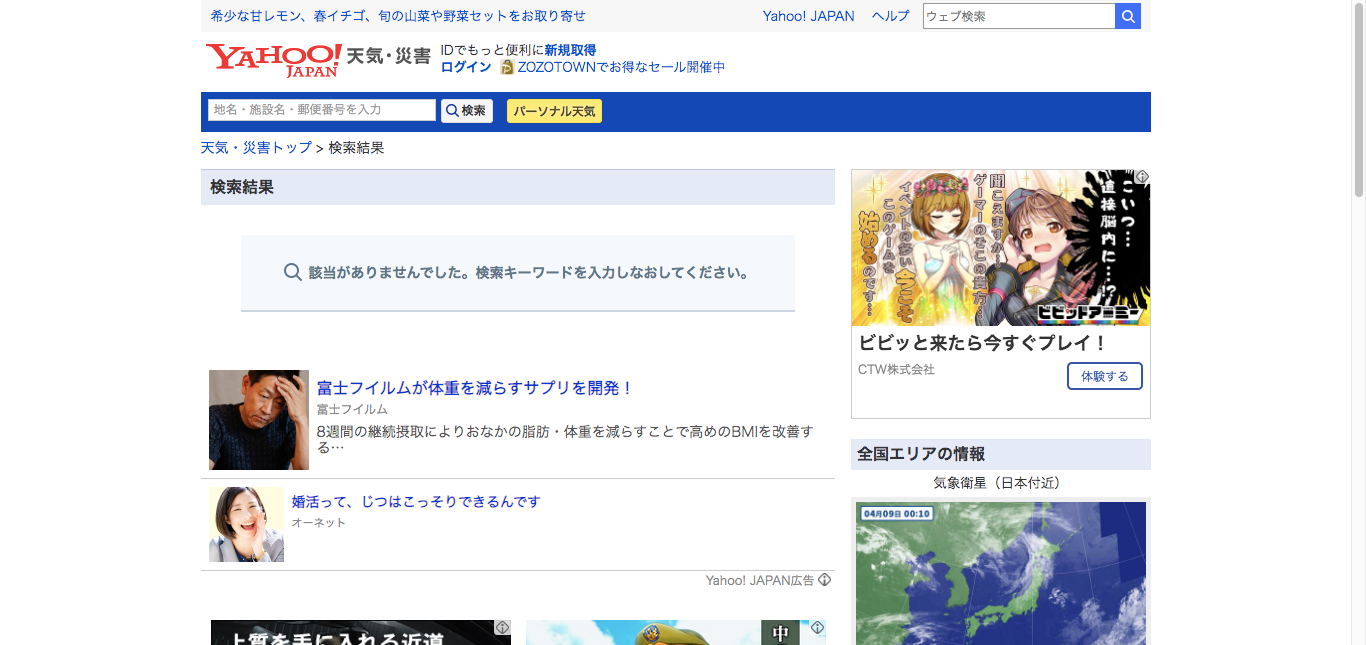 希少な甘レモン、春イチゴ、旬の山菜や野菜セットをお取り寄せ
Yahoo! JAPAN ヘルプ ウェブ検索
YAHOO! JAPAN 天気・災害
IDでもっと便利に新規取得
ログイン ZOZOTOWNでお得なセール開催中
地名・施設名・郵便番号を入力 検索 パーソナル天気
天気・災害トップ > 検索結果
検索結果
該当がありませんでした。検索キーワードを入力しなおしてください。
富士フイルムが体重を減らすサプリを開発！
富士フイルム
8週間の継続摂取によりおなかの脂肪・体重を減らすことで高めのBMIを改善す
る…
婚活って、じつはこっそりできるんです
オーネット
Yahoo! JAPAN広告
上質を手に入れる近道
中
こいつ…
直接脳内に…!?
聞こえますか…
ゲーマーのそこの貴方…
イベントの多い今こそ
このゲームを
始めるのです…
ビビッドアーミー
ビビッと来たら今すぐプレイ！
CTW株式会社
体験する
全国エリアの情報
気象衛星（日本付近）
04月09日 00:10